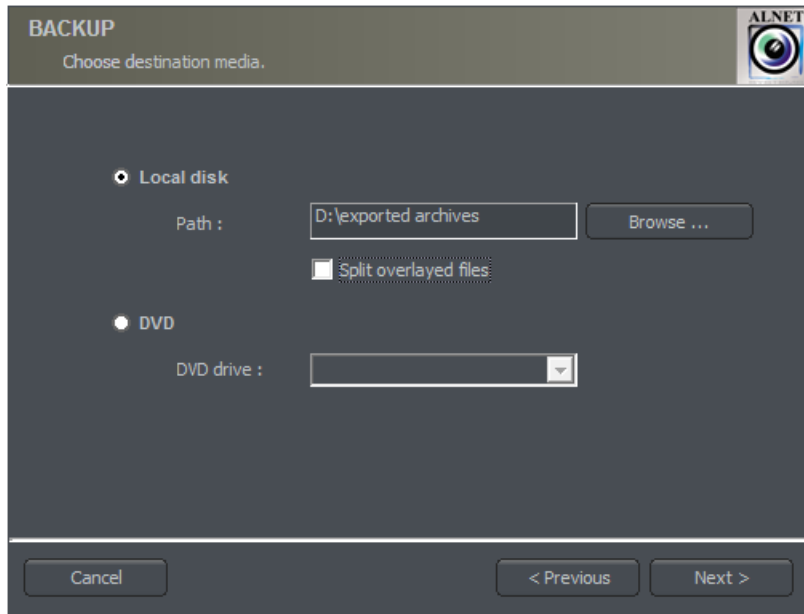 BACKUP
ALNET
Choose destination media.
Local disk
Path :
D:\exported archives
Browse ...
Split overlayed files
DVD
DVD drive :
Cancel
< Previous
Next >